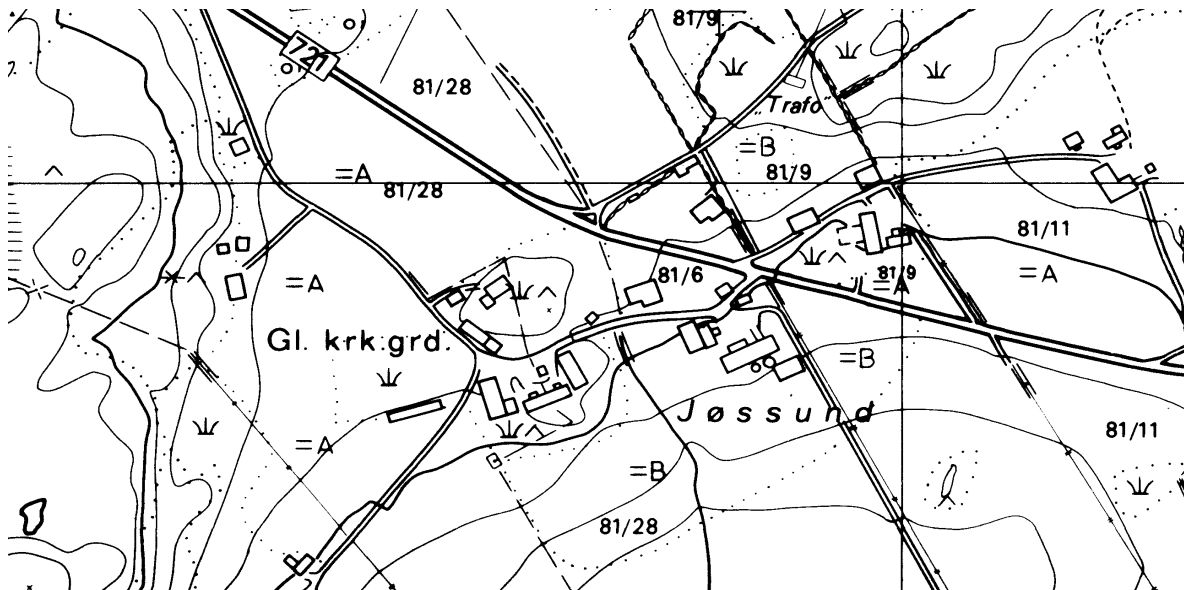 81/9
721
81/28
„Trafo"
=B
=A
81/28
81/9
81/11
81/6
81/9
=A
=A
=A
Gl. krk.grd.
=B
Jøssund
81/11
=A
=B
81/28